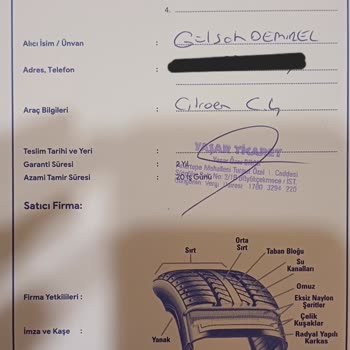 4.
Alıcı İsim / Ünvan : Gülşah DEMİREL
Adres, Telefon :
Araç Bilgileri : Citroen C4
Teslim Tarihi ve Yeri :
YAŞAR TİCARET
Garanti Süresi : 2 Yıl
Azami Tamir Süresi : 20 İş Günü
Satıcı Firma:
Sırt
Orta Sırt
Taban Bloğu
Su Kanalları
Omuz
Eksiz Naylon Şeritler
Çelik Kuşaklar
Radyal Yapılı Karkas
Yanak
Firma Yetkilileri :
İmza ve Kaşe :